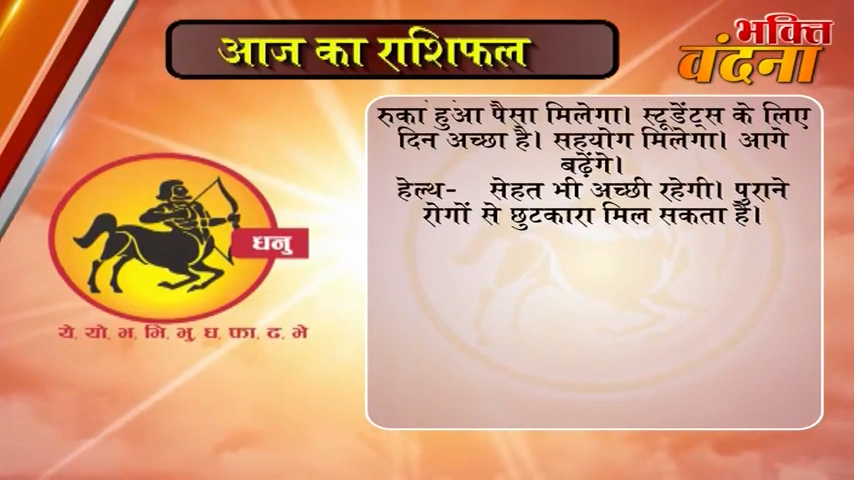 आज का राशिफल
भक्ति
वंदना
रुका हुआ पैसा मिलेगा। स्टूडेंट्स के लिए
दिन अच्छा है। सहयोग मिलेगा। आगे
बढ़ेंगे।
हेल्थ- सेहत भी अच्छी रहेगी। पुराने
रोगों से छुटकारा मिल सकता है।
धनु
ये, यो, भ, भि, भु, ध, फा, ढ, भे